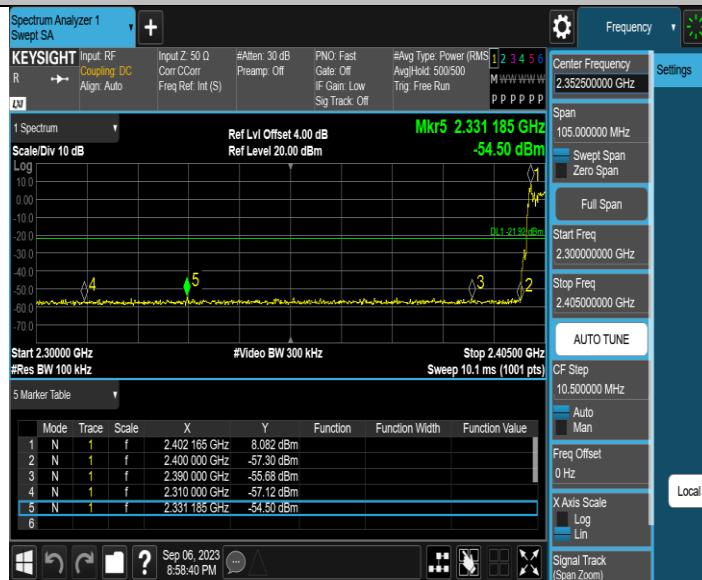 Spectrum Analyzer 1
Swept SA
Frequency
KEYSIGHT
R
LXI
Input: RF
Coupling: DC
Align: Auto
Input Z: 50 Ω
Corr CCorr
Freq Ref: Int (S)
#Atten: 30 dB
Preamp: Off
PNO: Fast
Gate: Off
IF Gain: Low
Sig Track: Off
#Avg Type: Power (RMS
Avg|Hold: 500/500
Trig: Free Run
1 2 3 4 5 6
M W W W W W
P P P P P P
Center Frequency
2.352500000 GHz
Settings
Span
105.000000 MHz
Swept Span
Zero Span
Full Span
Start Freq
2.300000000 GHz
Stop Freq
2.405000000 GHz
AUTO TUNE
CF Step
10.500000 MHz
Auto
Man
Freq Offset
0 Hz
X Axis Scale
Log
Lin
Signal Track
(Span Zoom)
Local
1 Spectrum
Scale/Div 10 dB
Ref Lvl Offset 4.00 dB
Ref Level 20.00 dBm
Mkr5 2.331 185 GHz
-54.50 dBm
Log
10.0
0.00
-10.0
-20.0
-30.0
-40.0
-50.0
-60.0
-70.0
1
DL1 -21.92 dBm
4
5
3
2
Start 2.30000 GHz
#Video BW 300 kHz
Stop 2.40500 GHz
#Res BW 100 kHz
Sweep 10.1 ms (1001 pts)
5 Marker Table
Mode Trace Scale X Y Function Function Width Function Value
1 N 1 f 2.402 165 GHz 8.082 dBm
2 N 1 f 2.400 000 GHz -57.30 dBm
3 N 1 f 2.390 000 GHz -55.68 dBm
4 N 1 f 2.310 000 GHz -57.12 dBm
5 N 1 f 2.331 185 GHz -54.50 dBm
6
?
Sep 06, 2023
8:58:40 PM